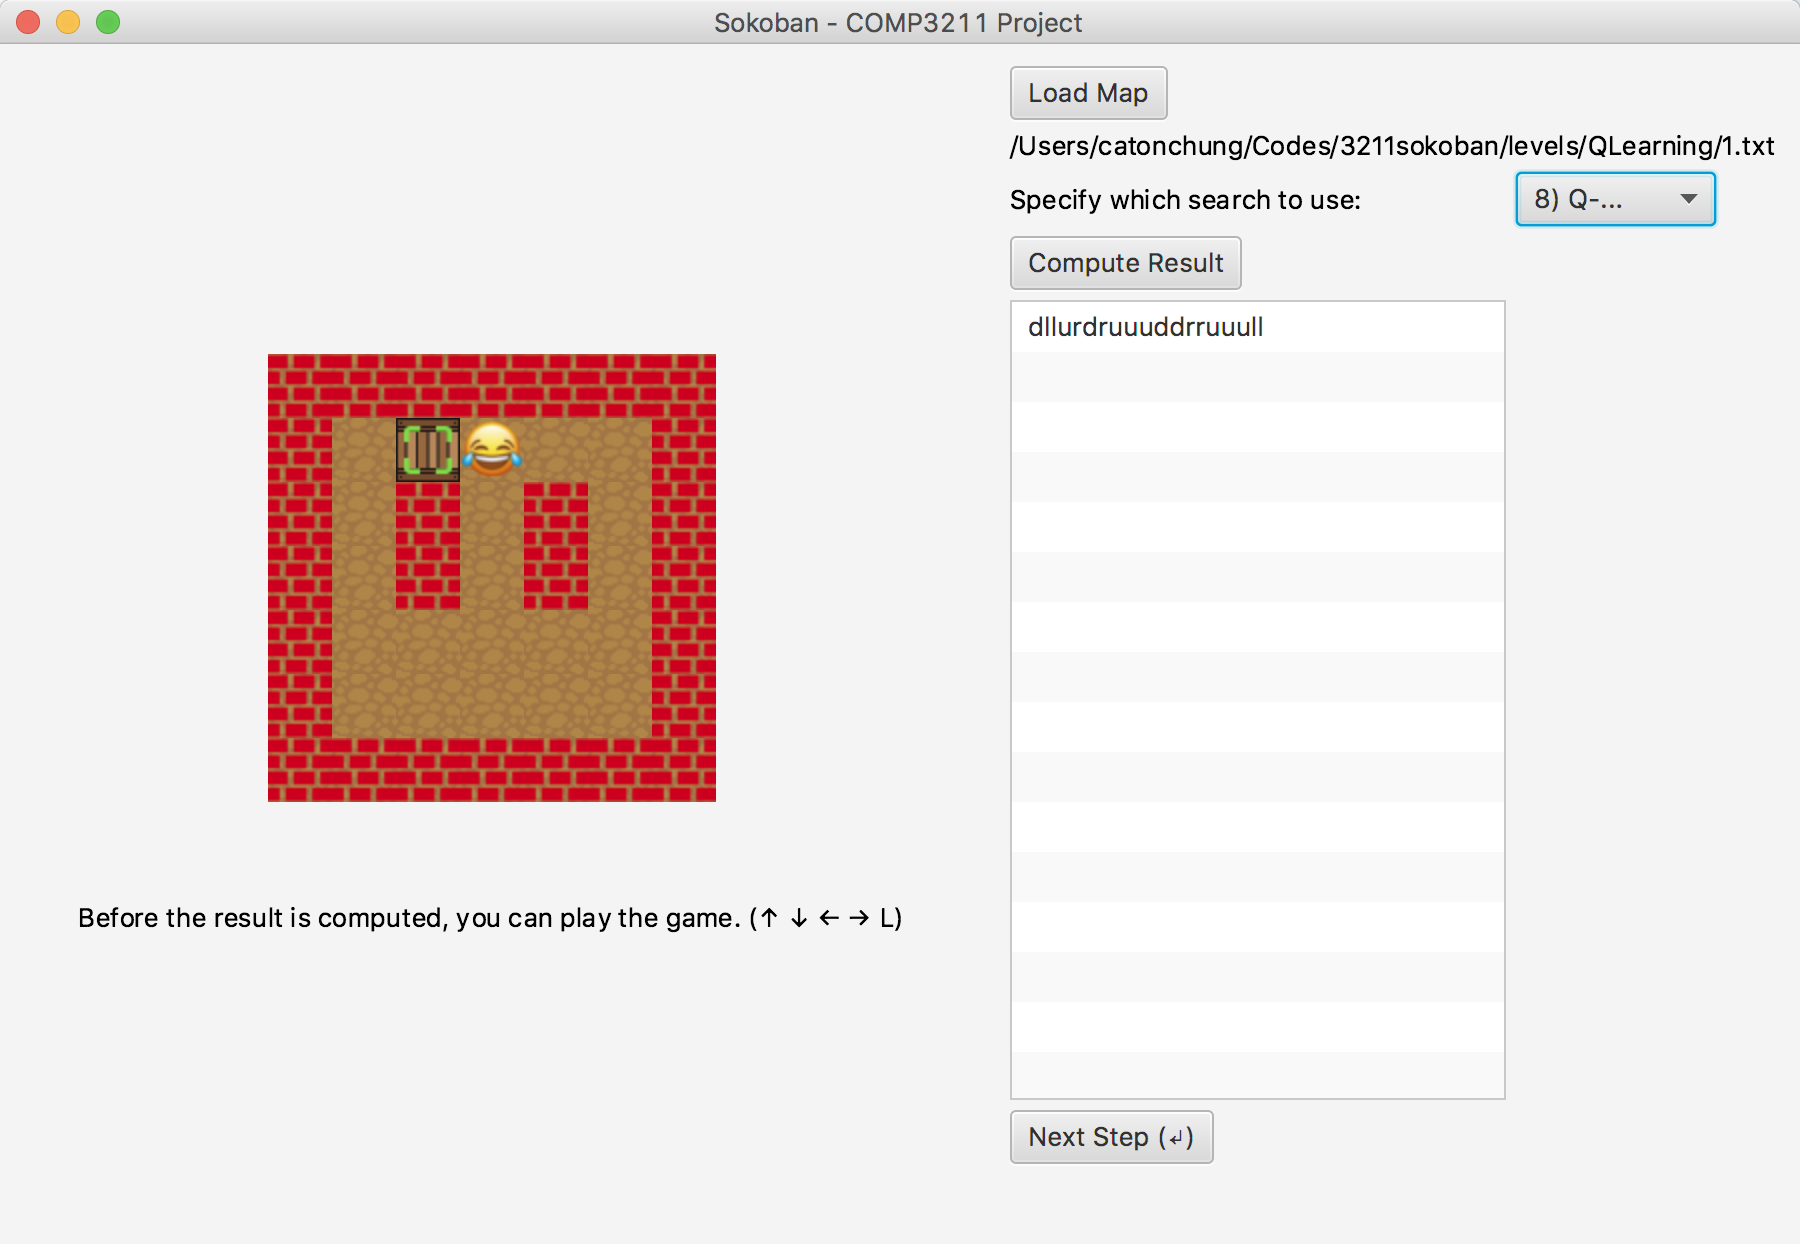 Sokoban - COMP3211 Project
Load Map
/Users/catonchung/Codes/3211sokoban/levels/QLearning/1.txt
Specify which search to use:
8) Q-...
Compute Result
dllurdruuuddrruuull
Before the result is computed, you can play the game. (↑ ↓ ← → L)
Next Step (↲)